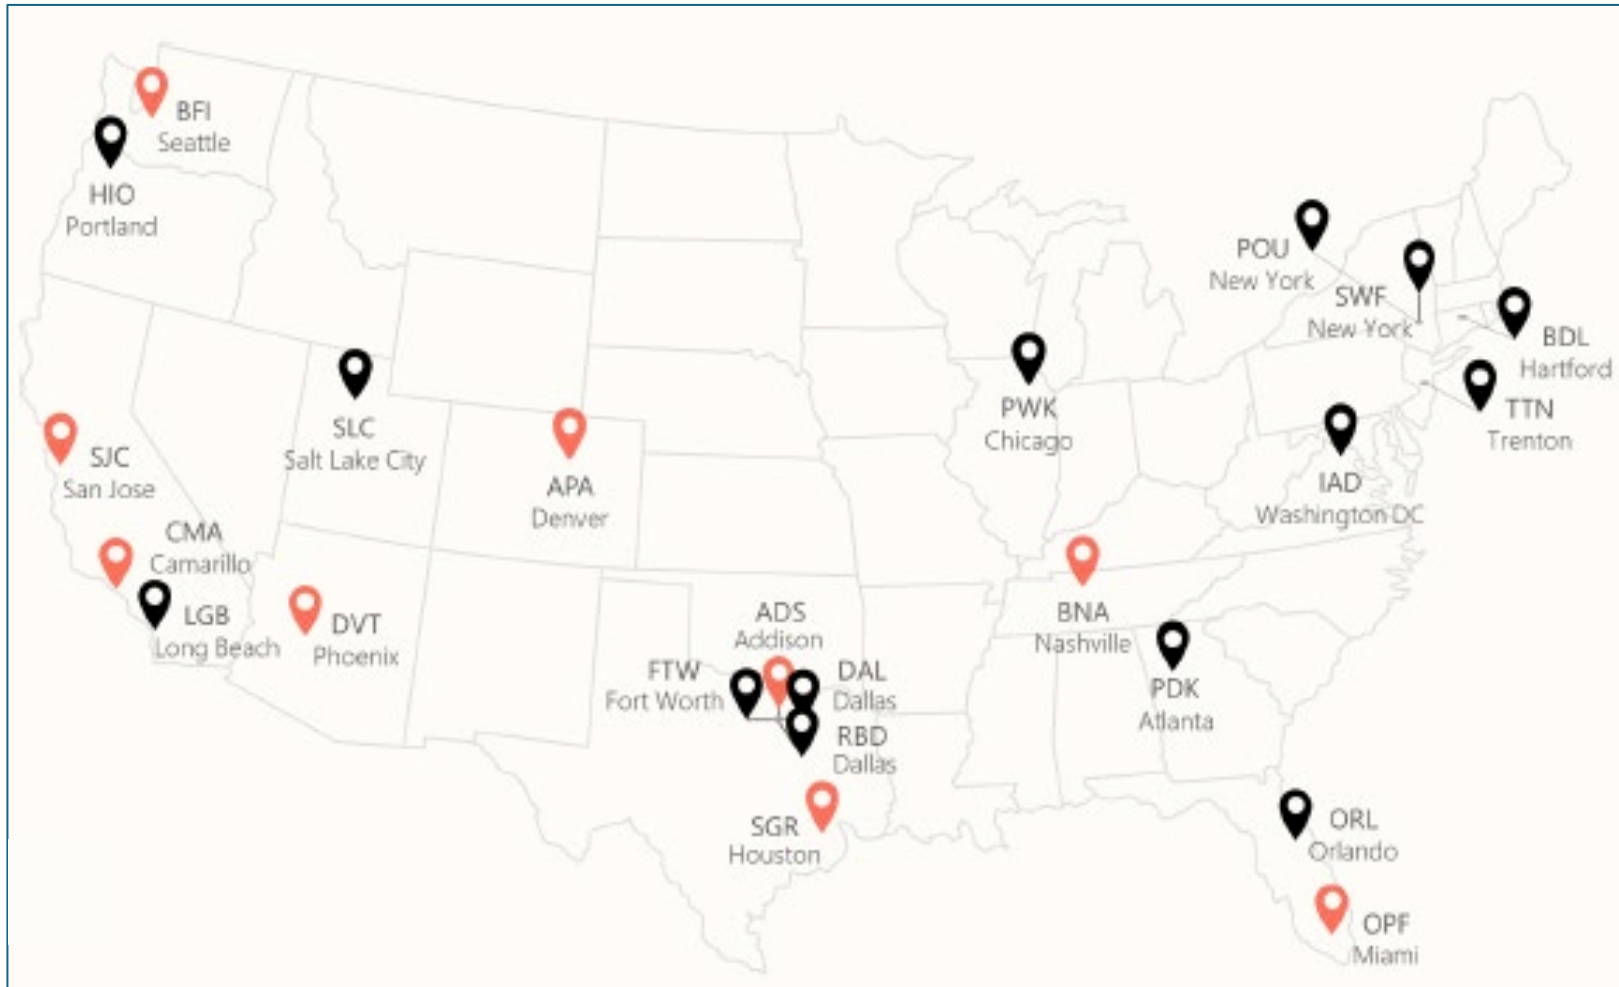 BFI
Seattle
HIO
Portland
POU
New York
SWF
New York
BDL
Hartford
SLC
Salt Lake City
PWK
Chicago
TTN
Trenton
SJC
San Jose
APA
Denver
IAD
Washington DC
CMA
Camarillo
LGB
Long Beach
DVT
Phoenix
ADS
Addison
BNA
Nashville
FTW
Fort Worth
DAL
Dallas
PDK
Atlanta
RBD
Dallas
SGR
Houston
ORL
Orlando
OPF
Miami